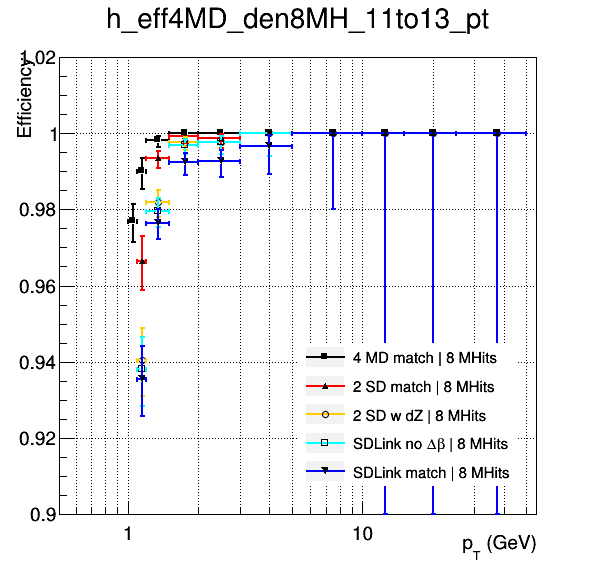 h_eff4MD_den8MH_11to13_pt
Efficiency
1.02
1
0.98
0.96
0.94
0.92
0.9
4 MD match | 8 MHits
2 SD match | 8 MHits
2 SD w dZ | 8 MHits
SDLink no Δβ | 8 MHits
SDLink match | 8 MHits
1
10
p_T (GeV)